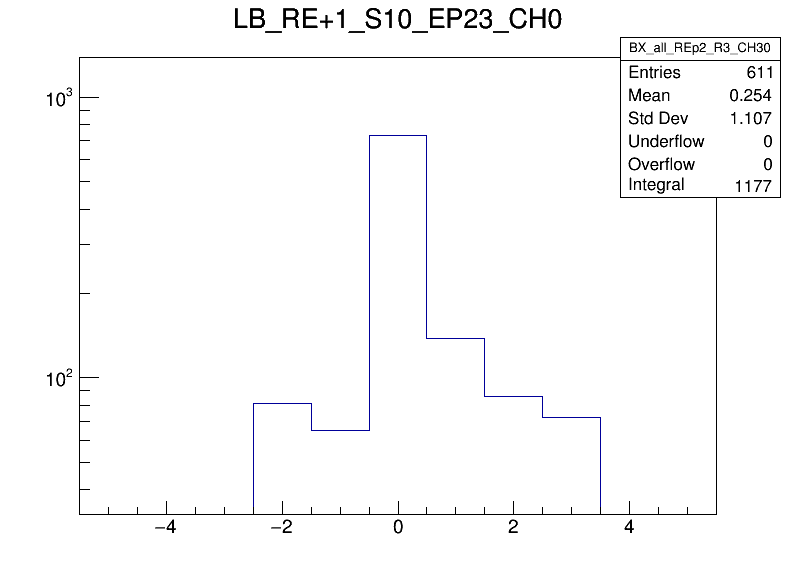 LB_RE+1_S10_EP23_CH0
BX_all_REp2_R3_CH30
Entries 611
Mean 0.254
Std Dev 1.107
Underflow 0
Overflow 0
Integral 1177
10³
10²
−4 −2 0 2 4